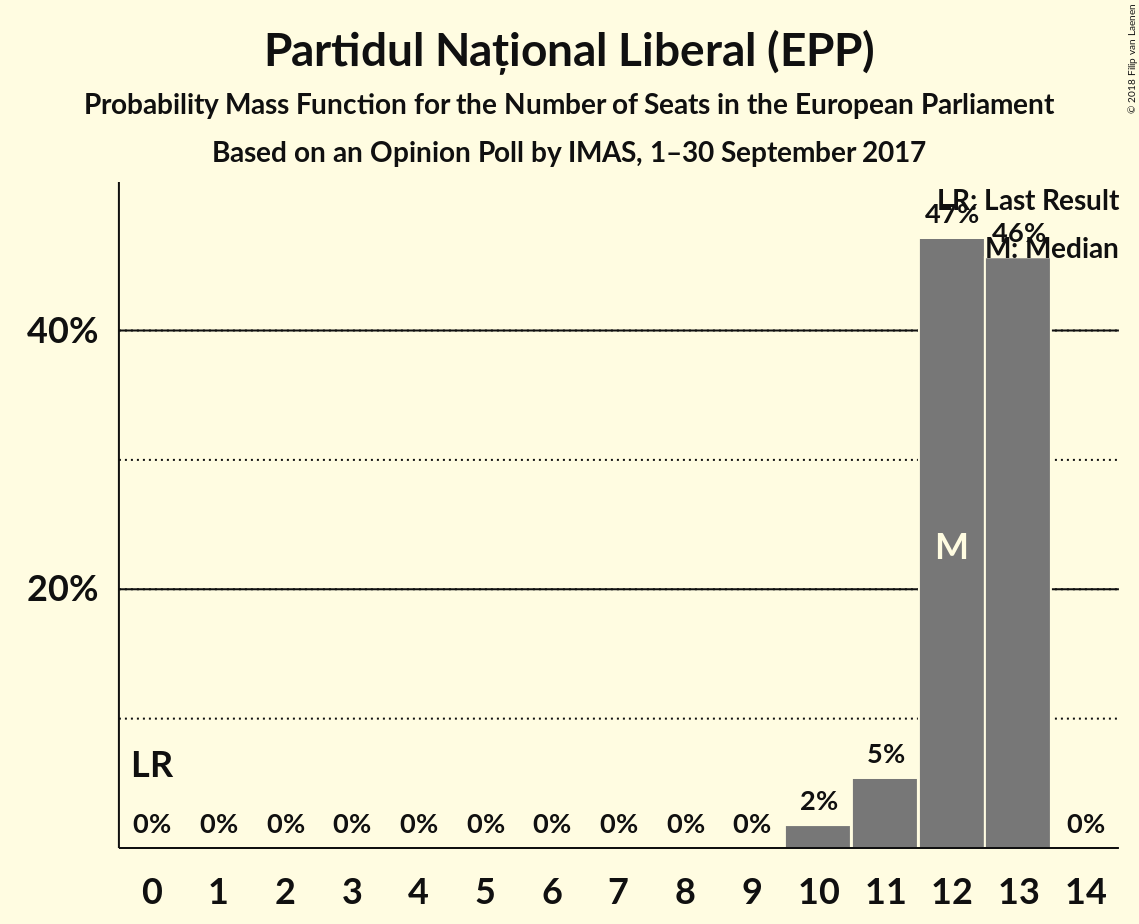 Partidul Național Liberal (EPP)
Probability Mass Function for the Number of Seats in the European Parliament
Based on an Opinion Poll by IMAS, 1–30 September 2017
© 2018 Filip van Laenen
LR: Last Result
M: Median
47%
46%
40%
M
20%
5%
LR
2%
0% 0% 0% 0% 0% 0% 0% 0% 0% 0% 0%
0 1 2 3 4 5 6 7 8 9 10 11 12 13 14